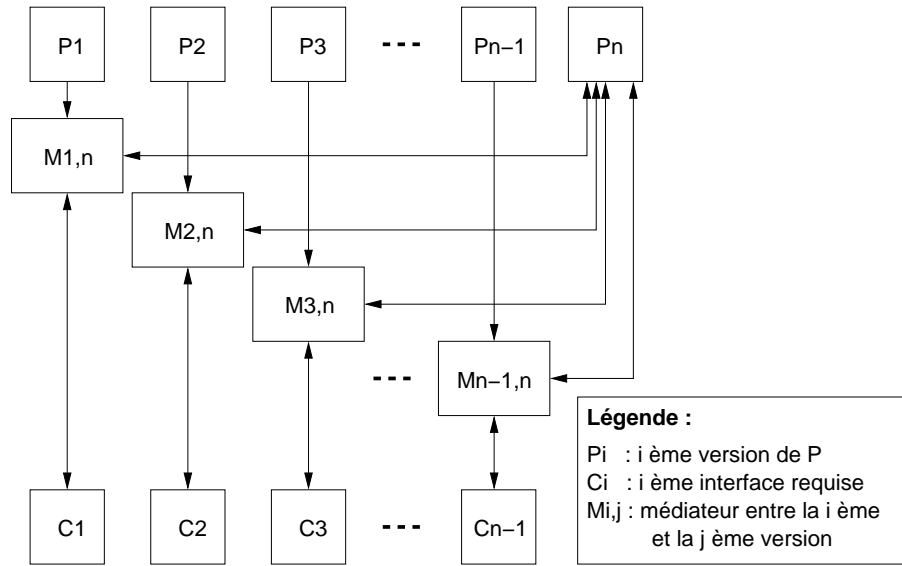 P1 P2 P3 Pn−1 Pn
M1,n
M2,n
M3,n
Mn−1,n
C1 C2 C3 Cn−1
Légende :
Pi : i ème version de P
Ci : i ème interface requise
Mi,j : médiateur entre la i ème
et la j ème version